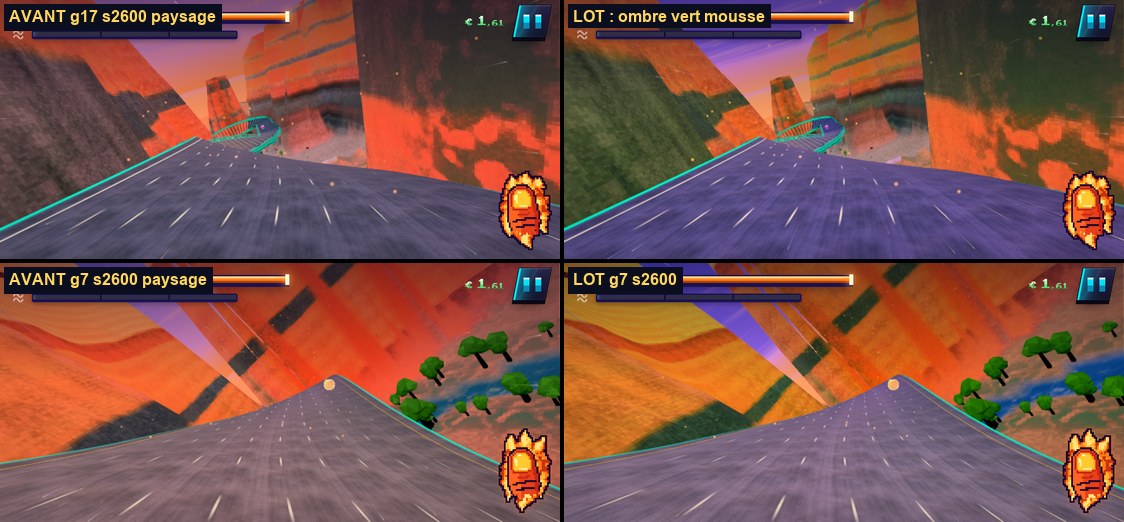 AVANT g17 s2600 paysage
€ 1,61
LOT : ombre vert mousse
€ 1,61
AVANT g7 s2600 paysage
€ 1,61
LOT g7 s2600
€ 1,61